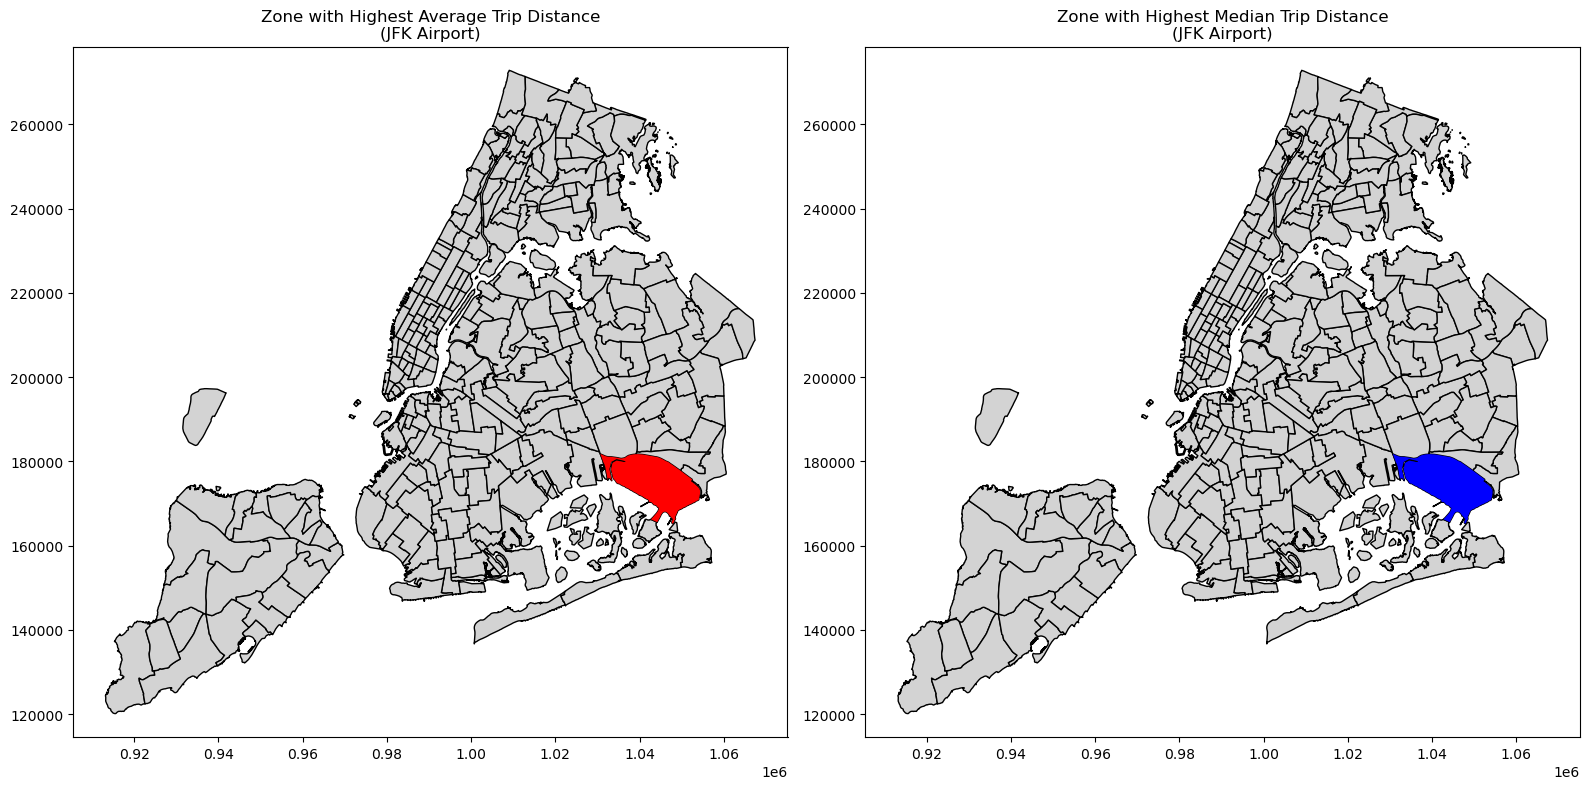 Zone with Highest Average Trip Distance
(JFK Airport)
260000
240000
220000
200000
180000
160000
140000
120000
0.92 0.94 0.96 0.98 1.00 1.02 1.04 1.06
1e6
Zone with Highest Median Trip Distance
(JFK Airport)
260000
240000
220000
200000
180000
160000
140000
120000
0.92 0.94 0.96 0.98 1.00 1.02 1.04 1.06
1e6